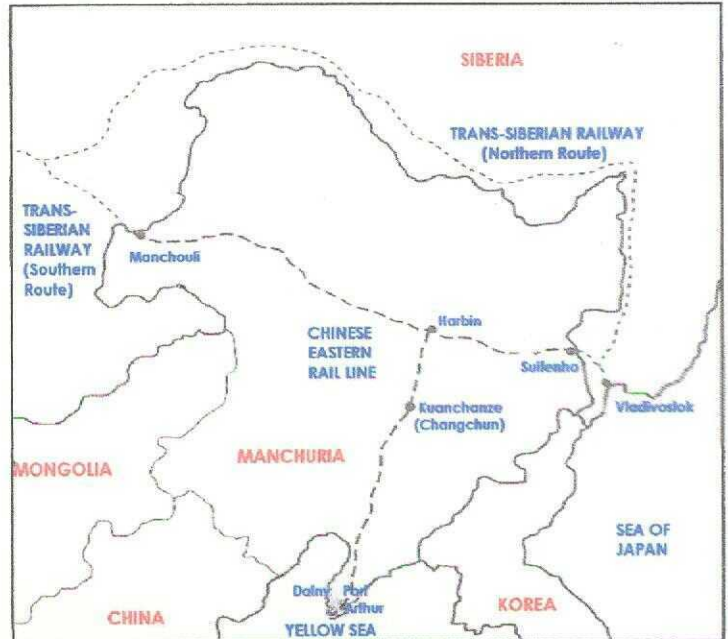 SIBERIA
TRANS-SIBERIAN RAILWAY
(Northern Route)
TRANS-
SIBERIAN
RAILWAY
(Southern
Route)
Manchouli
Harbin
CHINESE
EASTERN
RAIL LINE
Suifenho
Vladivostok
Kuanchanze
(Changchun)
MONGOLIA
MANCHURIA
SEA OF
JAPAN
Dalny Port
Arthur
CHINA
KOREA
YELLOW SEA